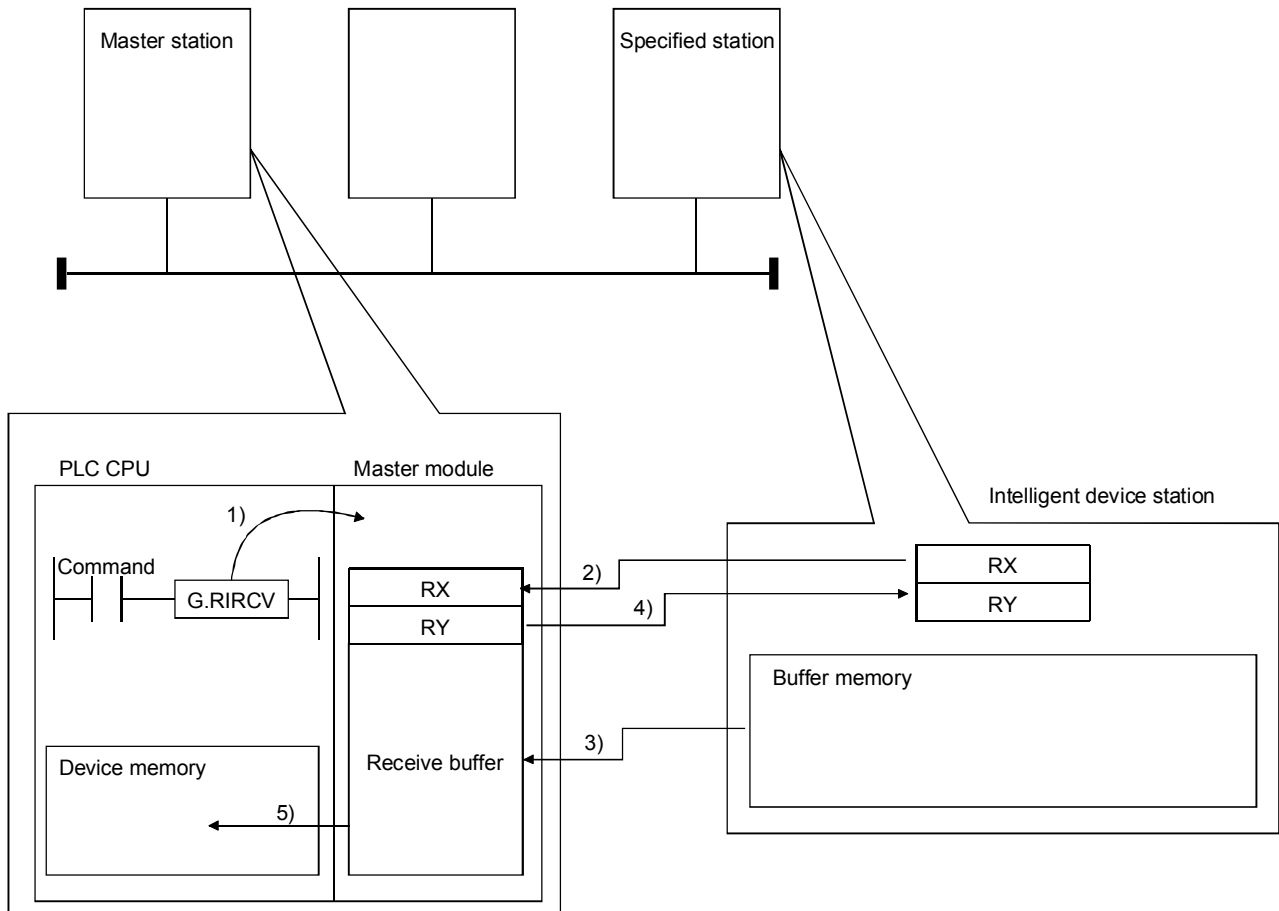 Master station
Specified station
PLC CPU
Master module
Intelligent device station
1)
Command
G.RIRCV
RX
RY
2)
4)
RX
RY
Buffer memory
3)
Receive buffer
Device memory
5)